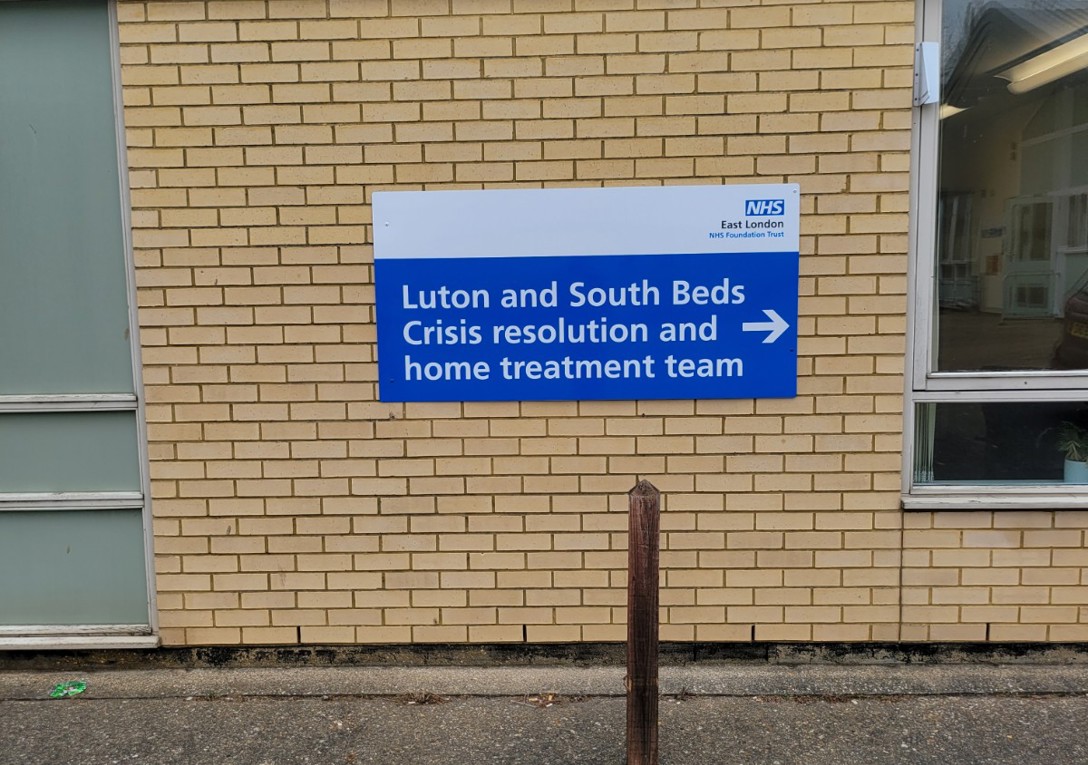 NHS
East London
NHS Foundation Trust
Luton and South Beds
Crisis resolution and
home treatment team